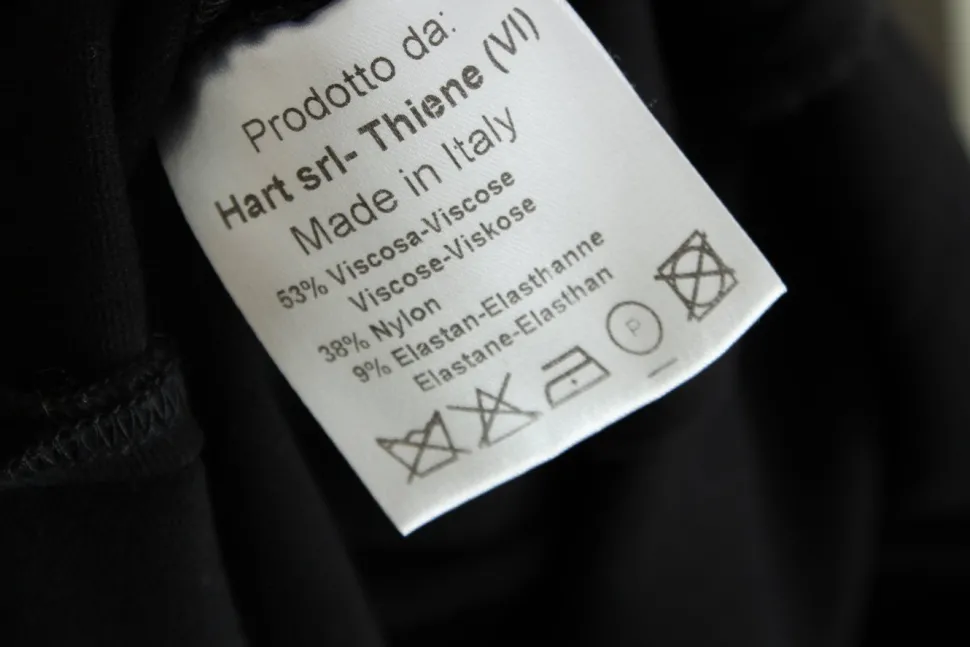 Prodotto da:
Hart srl- Thiene (VI)
Made in Italy
53% Viscosa-Viscose
Viscose-Viskose
38% Nylon
9% Elastan-Elasthanne
Elastane-Elasthan
P